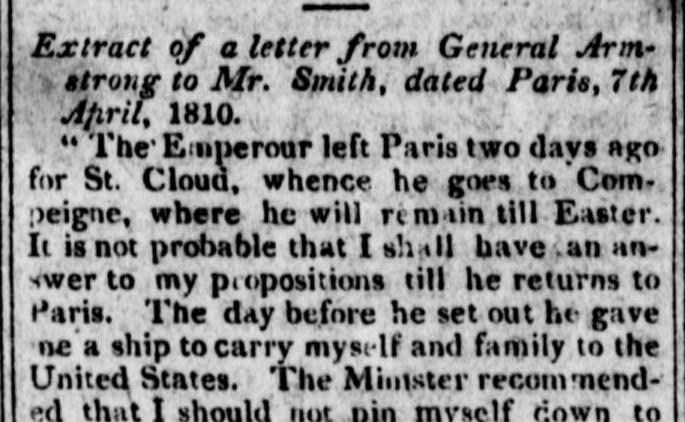 Extract of a letter from General Arm-
strong to Mr. Smith, dated Paris, 7th
April, 1810.
" The Emperour left Paris two days ago
for St. Cloud, whence he goes to Com-
peigne, where he will remain till Easter.
It is not probable that I shall have an an-
swer to my propositions till he returns to
Paris. The day before he set out he gave
me a ship to carry myself and family to the
United States. The Minister recommend-
ed that I should not pin myself down to